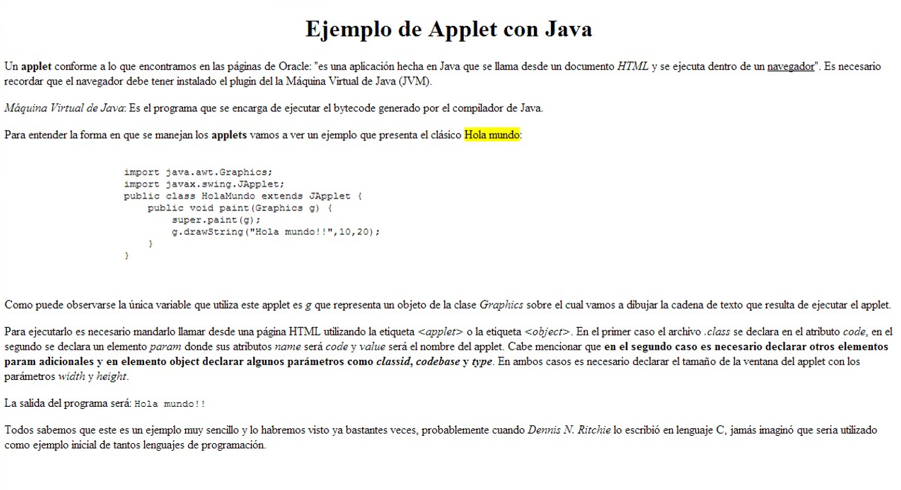 Ejemplo de Applet con Java
Un applet conforme a lo que encontramos en las páginas de Oracle: "es una aplicación hecha en Java que se llama desde un documento HTML y se ejecuta dentro de un navegador". Es necesario
recordar que el navegador debe tener instalado el plugin del la Máquina Virtual de Java (JVM).
Máquina Virtual de Java: Es el programa que se encarga de ejecutar el bytecode generado por el compilador de Java.
Para entender la forma en que se manejan los applets vamos a ver un ejemplo que presenta el clásico Hola mundo:
import java.awt.Graphics;
import javax.swing.JApplet;
public class HolaMundo extends JApplet {
public void paint(Graphics g) {
super.paint(g);
g.drawString("Hola mundo!!",10,20);
}
}
Como puede observarse la única variable que utiliza este applet es g que representa un objeto de la clase Graphics sobre el cual vamos a dibujar la cadena de texto que resulta de ejecutar el applet.
Para ejecutarlo es necesario mandarlo llamar desde una página HTML utilizando la etiqueta <applet> o la etiqueta <object>. En el primer caso el archivo .class se declara en el atributo code, en el
segundo se declara un elemento param donde sus atributos name será code y value será el nombre del applet. Cabe mencionar que en el segundo caso es necesario declarar otros elementos
param adicionales y en elemento object declarar algunos parámetros como classid, codebase y type. En ambos casos es necesario declarar el tamaño de la ventana del applet con los
parámetros width y height.
La salida del programa será: Hola mundo!!
Todos sabemos que este es un ejemplo muy sencillo y lo habremos visto ya bastantes veces, probablemente cuando Dennis N. Ritchie lo escribió en lenguaje C, jamás imaginó que seria utilizado
como ejemplo inicial de tantos lenguajes de programación.